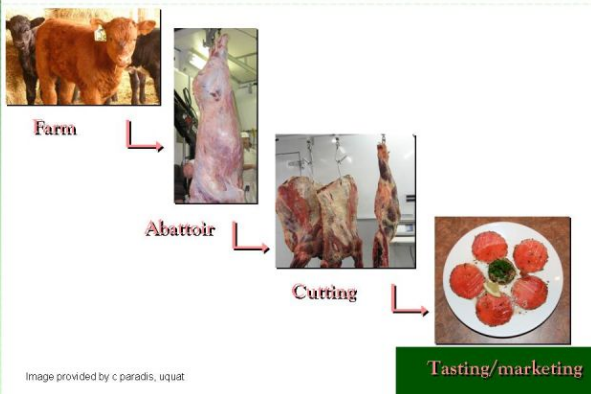 Farm
Abattoir
Cutting
Tasting/marketing
Image provided by c paradis, uquat